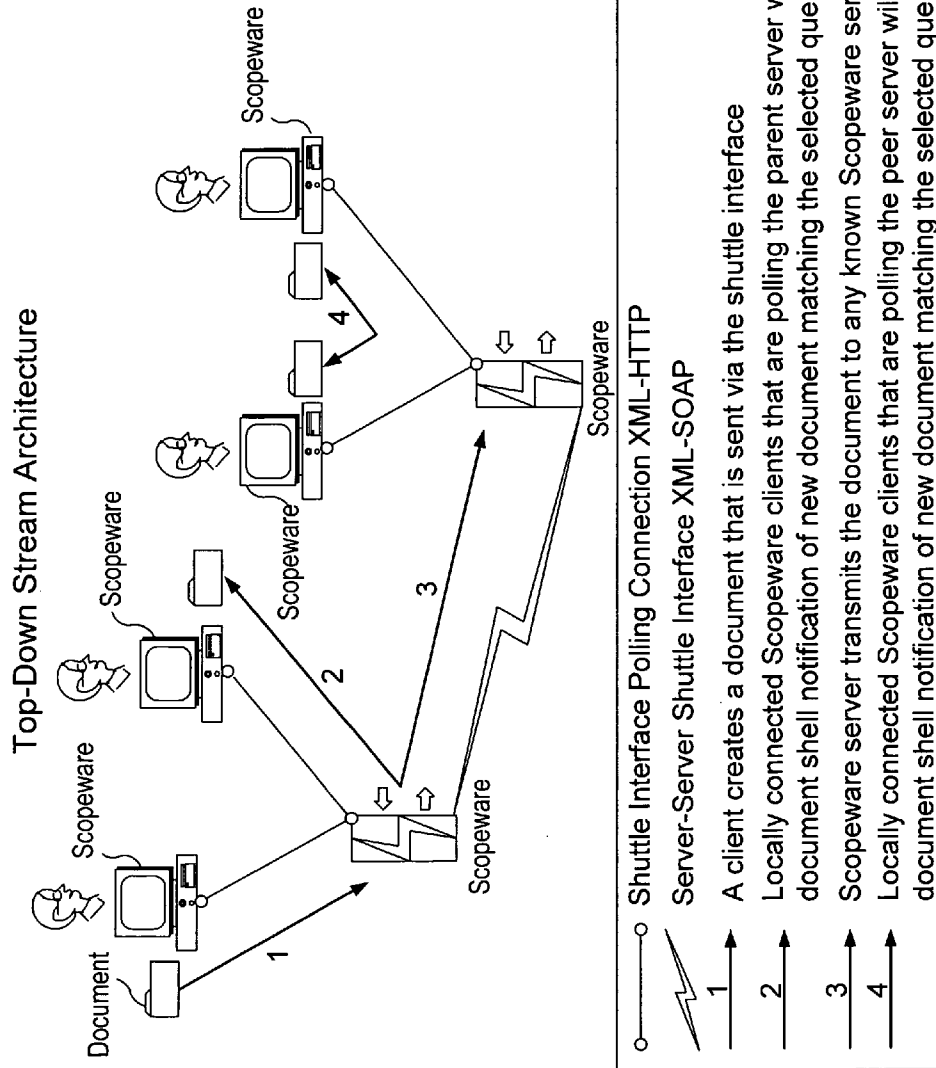 Top-Down Stream Architecture
Document
Scopeware
Scopeware
Scopeware
Scopeware
1
2
3
4
Scopeware
Scopeware
Shuttle Interface Polling Connection XML-HTTP
Server-Server Shuttle Interface XML-SOAP
1 A client creates a document that is sent via the shuttle interface
2 Locally connected Scopeware clients that are polling the parent server
document shell notification of new document matching the selected
3 Scopeware server transmits the document to any known Scopeware
4 Locally connected Scopeware clients that are polling the peer server
document shell notification of new document matching the selected